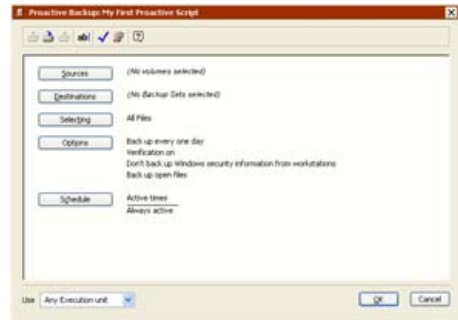 Proactive Backup: My First Proactive Script
ab|
Sources (No volumes selected)
Destinations (No Backup Sets selected)
Selecting All Files
Options Back up every one day
Verification on
Don't back up Windows security information from workstations
Back up open files
Schedule Active times
Always active
Use Any Execution unit OK Cancel